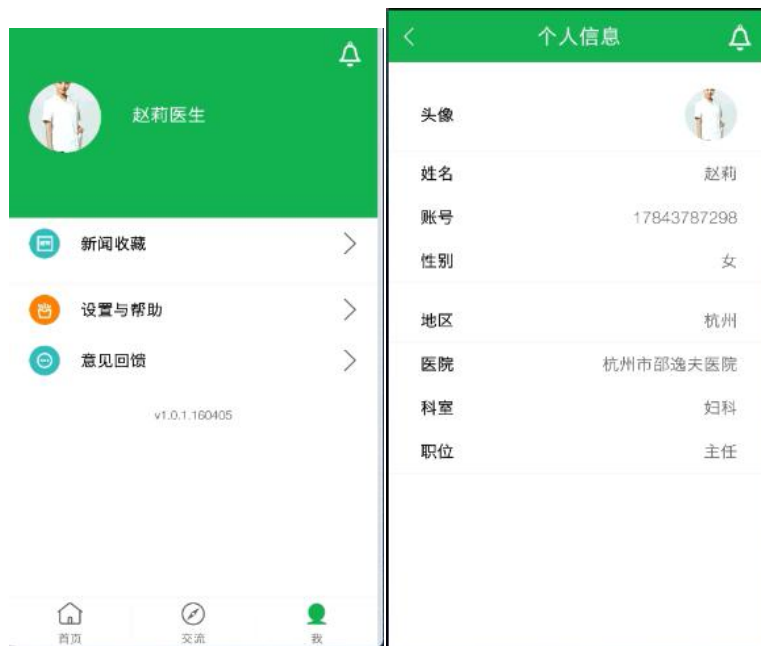 赵莉医生
新闻收藏
设置与帮助
意见回馈
v1.0.1.160405
首页
交流
我
个人信息
头像
姓名 赵莉
账号 17843787298
性别 女
地区 杭州
医院 杭州市邵逸夫医院
科室 妇科
职位 主任